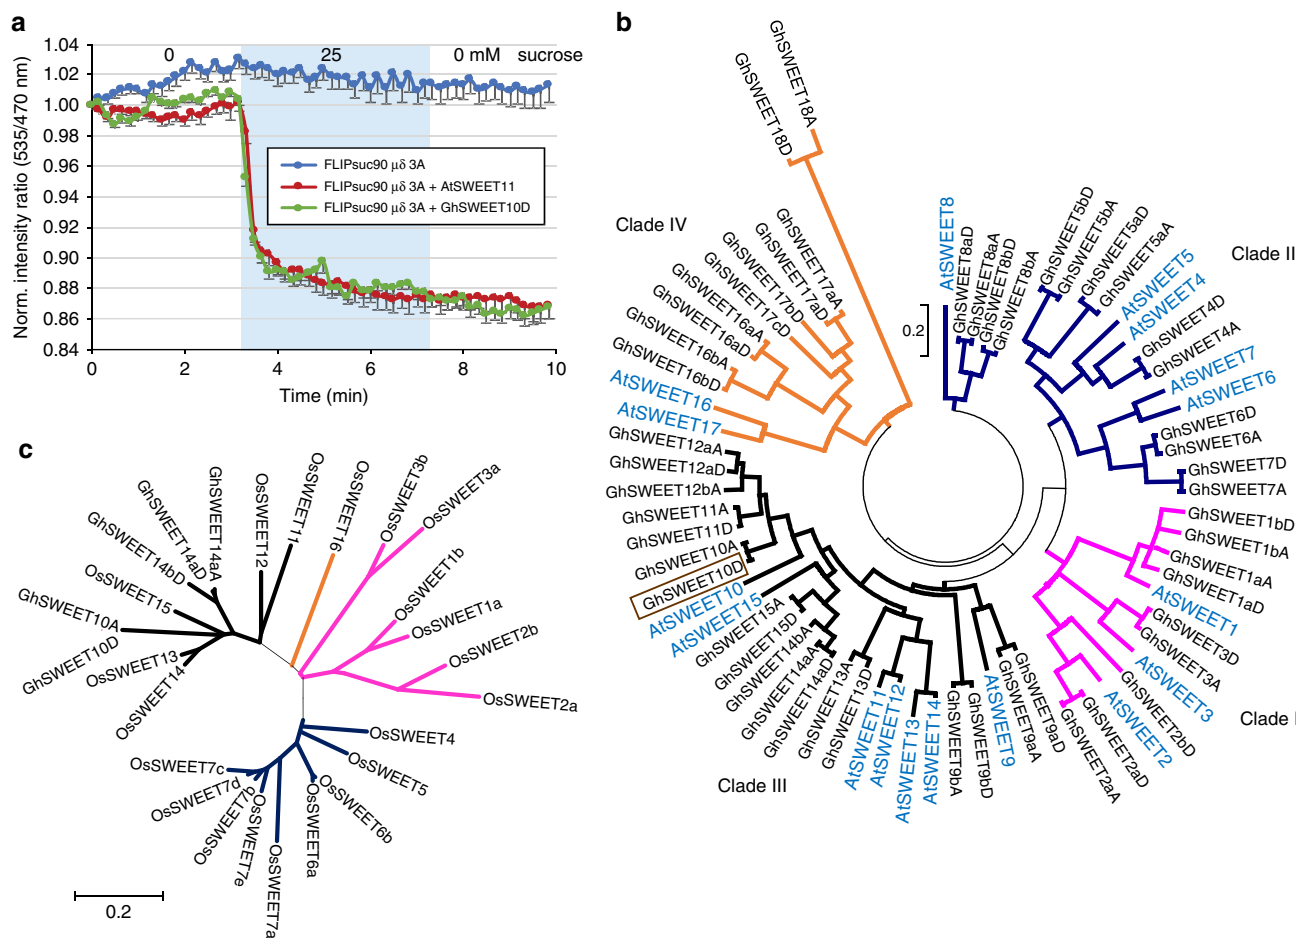 a
1.04
1.02
1.00
0.98
0.96
0.94
0.92
0.90
0.88
0.86
0.84
0 25 0 mM sucrose
FLIPsuc90 μδ 3A
FLIPsuc90 μδ 3A + AtSWEET11
FLIPsuc90 μδ 3A + GhSWEET10D
Norm. intensity ratio (535/470 nm)
0 2 4 6 8 10
Time (min)
b
Clade IV
GhSWEET18D
GhSWEET18A
AtSWEET8
GhSWEET8aD
GhSWEET8aA
GhSWEET8bD
GhSWEET8bA
0.2
Clade II
GhSWEET5bD
GhSWEET5bA
GhSWEET5aD
GhSWEET5aA
AtSWEET5
AtSWEET4
GhSWEET4D
GhSWEET4A
AtSWEET7
AtSWEET6
GhSWEET6D
GhSWEET6A
GhSWEET7D
GhSWEET7A
GhSWEET1bD
GhSWEET1bA
GhSWEET1aA
GhSWEET1aD
AtSWEET1
GhSWEET3D
GhSWEET3A
AtSWEET3
GhSWEET2bD
AtSWEET2
GhSWEET2aD
GhSWEET2aA
Clade I
GhSWEET9aD
GhSWEET9aA
AtSWEET9
GhSWEET9bD
GhSWEET9bA
AtSWEET14
AtSWEET13
AtSWEET12
AtSWEET11
GhSWEET13D
GhSWEET13A
GhSWEET14aD
GhSWEET14aA
GhSWEET14bA
GhSWEET15D
GhSWEET15A
AtSWEET15
AtSWEET10
GhSWEET10D
GhSWEET10A
GhSWEET11D
GhSWEET11A
GhSWEET12bA
GhSWEET12aD
GhSWEET12aA
Clade III
AtSWEET17
AtSWEET16
GhSWEET16bD
GhSWEET16bA
GhSWEET16aD
GhSWEET16aA
GhSWEET17cD
GhSWEET17bD
GhSWEET17aD
GhSWEET17aA
c
OsSWEET3b
OsSWEET3a
OsSWEET1b
OsSWEET1a
OsSWEET2b
OsSWEET2a
OsSWEET4
OsSWEET5
OsSWEET6b
OsSWEET6a
OsSWEET7a
OsSWEET7e
OsSWEET7b
OsSWEET7d
OsSWEET7c
OsSWEET14
OsSWEET13
GhSWEET10D
GhSWEET10A
OsSWEET15
GhSWEET14bD
GhSWEET14aD
GhSWEET14aA
OsSWEET12
OsSWEET11
OsSWEET16
0.2